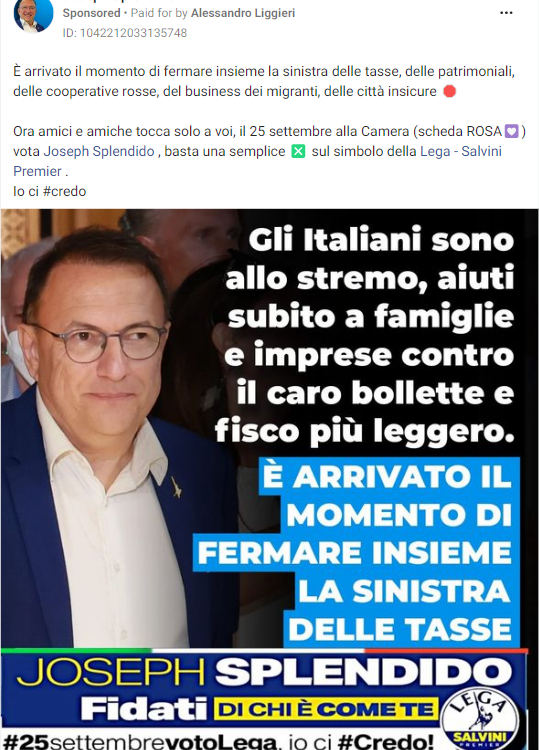 Sponsored • Paid for by Alessandro Liggieri
ID: 1042212033135748
È arrivato il momento di fermare insieme la sinistra delle tasse, delle patrimoniali,
delle cooperative rosse, del business dei migranti, delle città insicure 🛑
Ora amici e amiche tocca solo a voi, il 25 settembre alla Camera (scheda ROSA💟)
vota Joseph Splendido , basta una semplice ❎ sul simbolo della Lega - Salvini
Premier .
Io ci #credo
Gli Italiani sono
allo stremo, aiuti
subito a famiglie
e imprese contro
il caro bollette e
fisco più leggero.
È ARRIVATO IL
MOMENTO DI
FERMARE INSIEME
LA SINISTRA
DELLE TASSE
JOSEPH SPLENDIDO
Fidati DI CHI È COME TE
LEGA
SALVINI
PREMIER
#25settembrevotoLega, io ci #Credo!